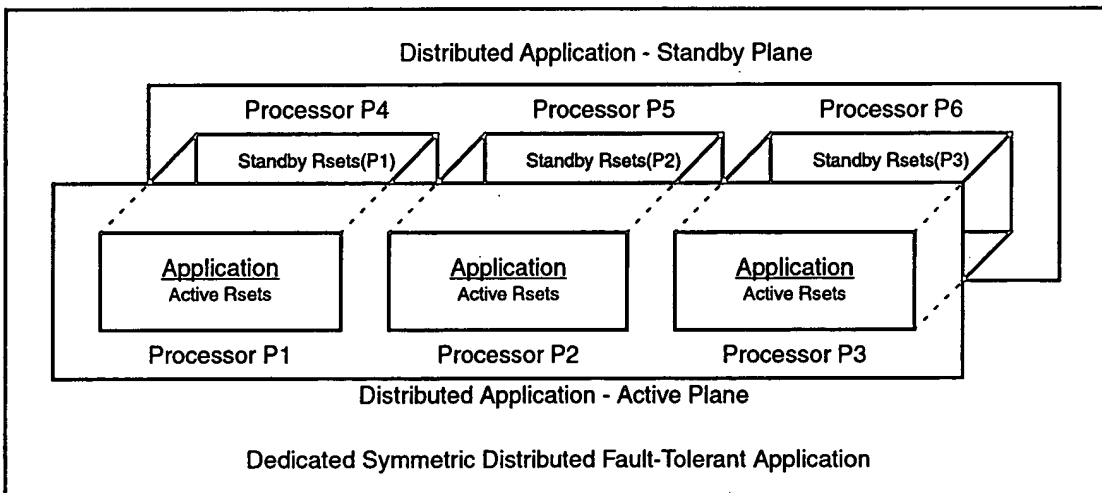 Distributed Application - Standby Plane
Processor P4
Processor P5
Processor P6
Standby Rsets(P1)
Standby Rsets(P2)
Standby Rsets(P3)
Application
Active Rsets
Application
Active Rsets
Application
Active Rsets
Processor P1
Processor P2
Processor P3
Distributed Application - Active Plane
Dedicated Symmetric Distributed Fault-Tolerant Application